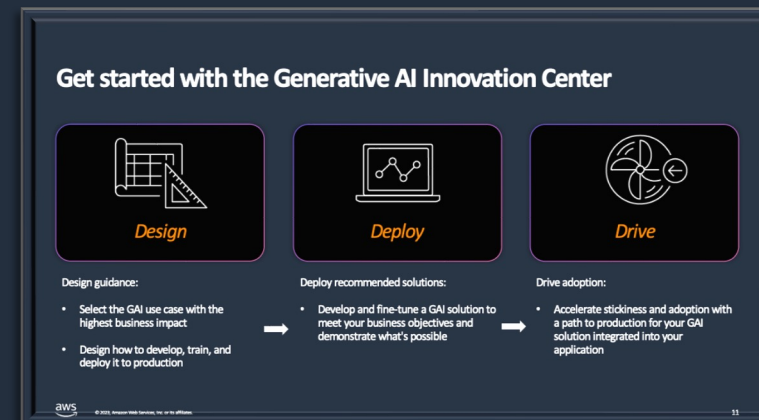 Get started with the Generative AI Innovation Center
Design
Deploy
Drive
Design guidance:
• Select the GAI use case with the
highest business impact
• Design how to develop, train, and
deploy it to production
Deploy recommended solutions:
• Develop and fine-tune a GAI solution to
meet your business objectives and
demonstrate what's possible
Drive adoption:
• Accelerate stickiness and adoption with
a path to production for your GAI
solution integrated into your
application
aws
© 2023, Amazon Web Services, Inc. or its affiliates.
11